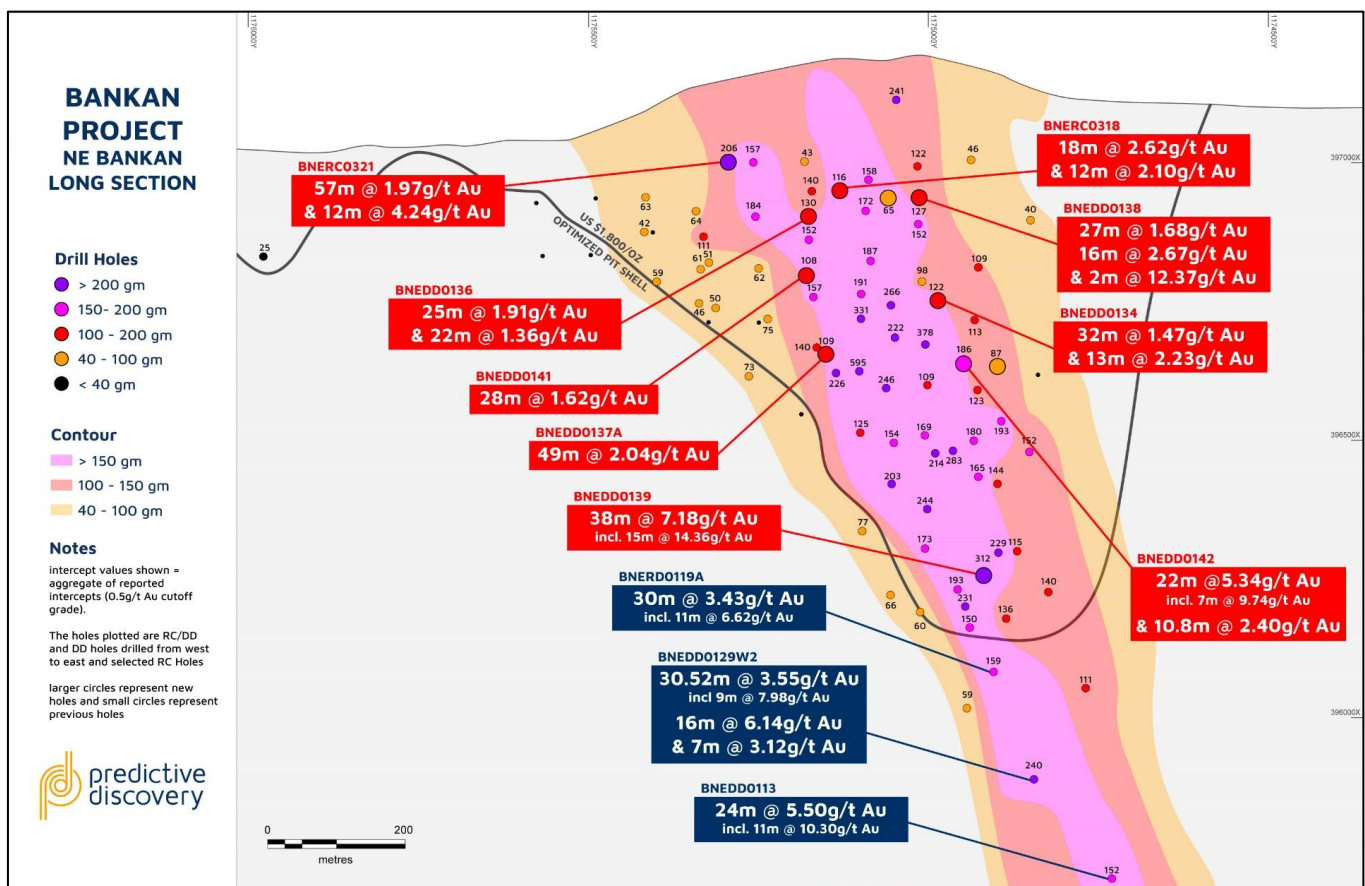 BANKAN
PROJECT
NE BANKAN
LONG SECTION
Drill Holes
> 200 gm
150- 200 gm
100 - 200 gm
40 - 100 gm
< 40 gm
Contour
> 150 gm
100 - 150 gm
40 - 100 gm
Notes
intercept values shown =
aggregate of reported
intercepts (0.5g/t Au cutoff
grade).
The holes plotted are RC/DD
and DD holes drilled from west
to east and selected RC Holes
larger circles represent new
holes and small circles represent
previous holes
predictive
discovery
0 200
metres
1176000Y
1175500Y
1175000Y
1174500Y
397000X
396500X
396000X
US $1,800/OZ
OPTIMIZED PIT SHELL
BNERC0321
57m @ 1.97g/t Au
& 12m @ 4.24g/t Au
BNEDD0136
25m @ 1.91g/t Au
& 22m @ 1.36g/t Au
BNEDD0141
28m @ 1.62g/t Au
BNEDD0137A
49m @ 2.04g/t Au
BNEDD0139
38m @ 7.18g/t Au
incl. 15m @ 14.36g/t Au
BNERD0119A
30m @ 3.43g/t Au
incl. 11m @ 6.62g/t Au
BNEDD0129W2
30.52m @ 3.55g/t Au
incl 9m @ 7.98g/t Au
16m @ 6.14g/t Au
& 7m @ 3.12g/t Au
BNEDD0113
24m @ 5.50g/t Au
incl. 11m @ 10.30g/t Au
BNERC0318
18m @ 2.62g/t Au
& 12m @ 2.10g/t Au
BNEDD0138
27m @ 1.68g/t Au
16m @ 2.67g/t Au
& 2m @ 12.37g/t Au
BNEDD0134
32m @ 1.47g/t Au
& 13m @ 2.23g/t Au
BNEDD0142
22m @5.34g/t Au
incl. 7m @ 9.74g/t Au
& 10.8m @ 2.40g/t Au
241
206 157 43 122 46
158
140 116
63 64 184 130 172 65 127 40
42 152 152
111
25 61 51 62 108 187 98 109
59
157 191 266 122
46 50 75 331 113
222 378
140 109 186 87
73 226 595 246 109 123
125 154 169 180 193 152
214 283
203 165 144
244
77 173 229 115
312
66 193 140
60 231 136
150
159
59 111
240
152